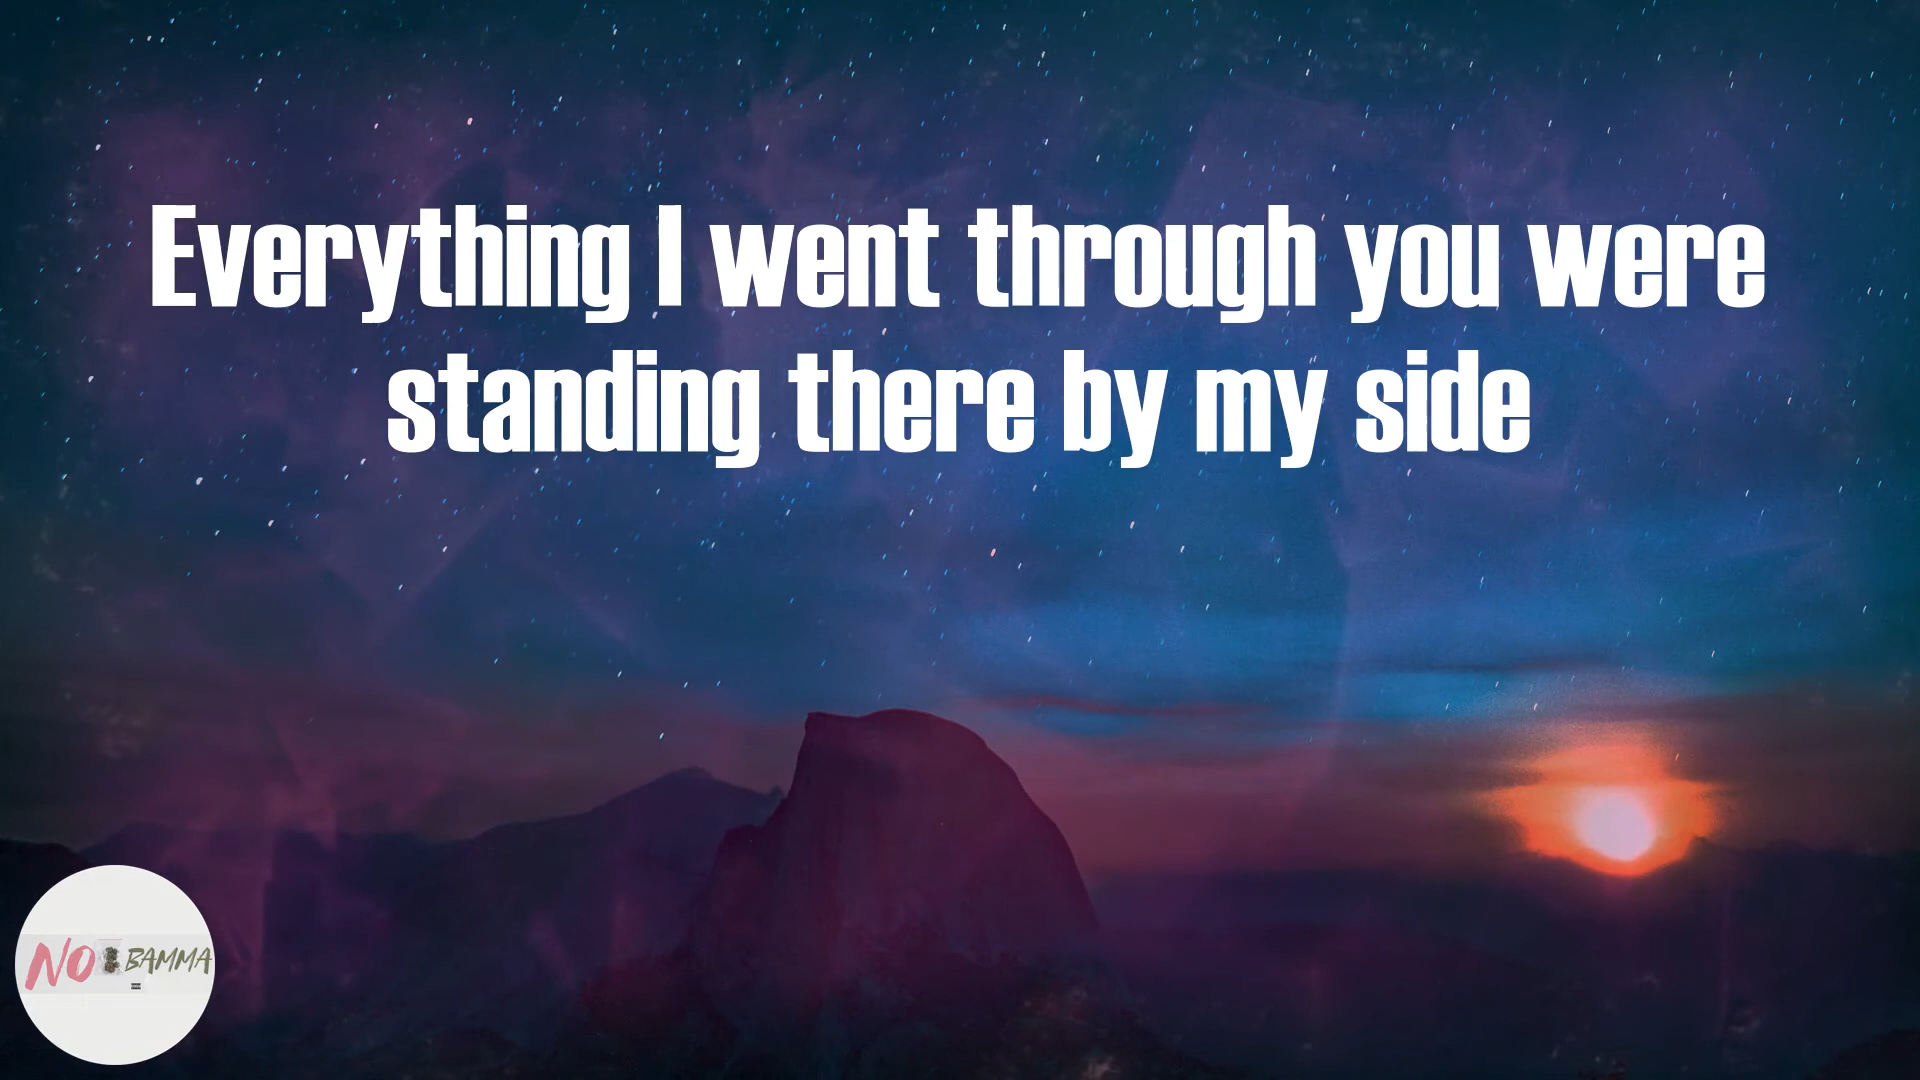 Everything I went through you were
standing there by my side
NO BAMMA